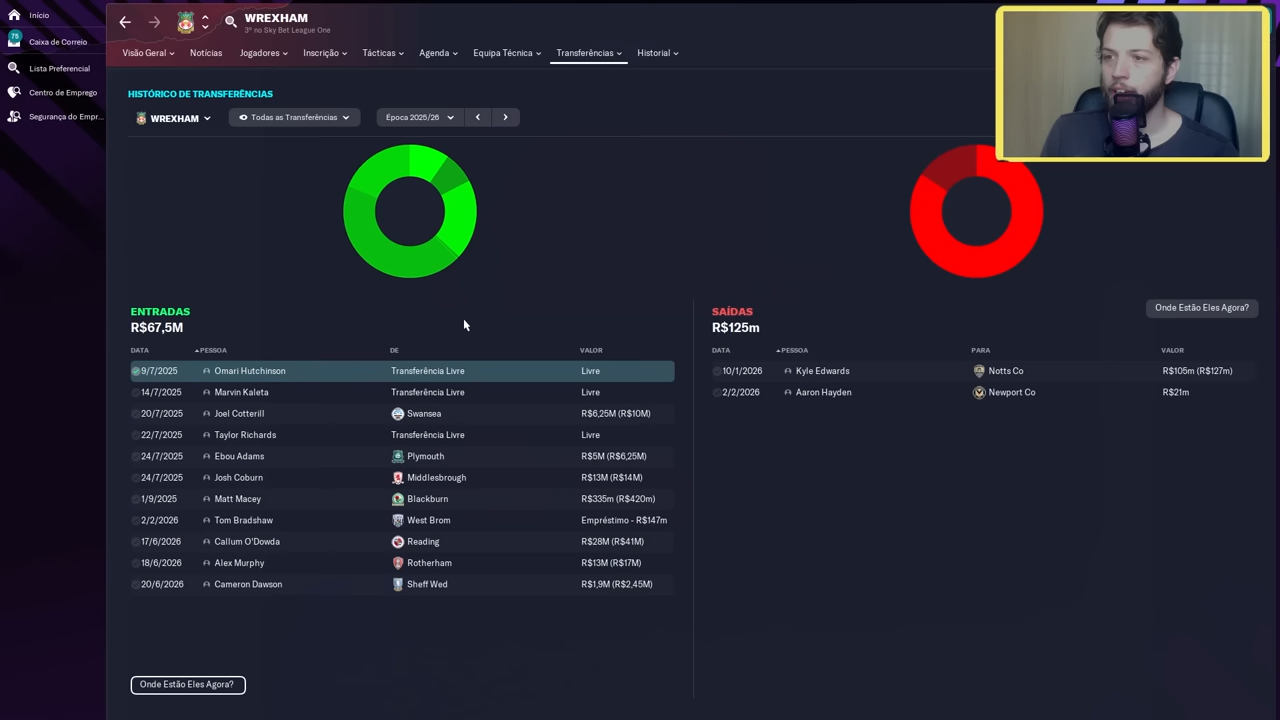 Início
75
Caixa de Correio
Lista Preferencial
Centro de Emprego
Segurança do Empr...
WREXHAM
3º no Sky Bet League One
Visão Geral Notícias Jogadores Inscrição Tácticas Agenda Equipa Técnica Transferências Historial
HISTÓRICO DE TRANSFERÊNCIAS
WREXHAM Todas as Transferências Época 2025/26
ENTRADAS
R$67,5M
DATA PESSOA DE VALOR
9/7/2025 Omari Hutchinson Transferência Livre Livre
14/7/2025 Marvin Kaleta Transferência Livre Livre
20/7/2025 Joel Cotterill Swansea R$6,25M (R$10M)
22/7/2025 Taylor Richards Transferência Livre Livre
24/7/2025 Ebou Adams Plymouth R$5M (R$6,25M)
24/7/2025 Josh Coburn Middlesbrough R$13M (R$14M)
1/9/2025 Matt Macey Blackburn R$335m (R$420m)
2/2/2026 Tom Bradshaw West Brom Empréstimo - R$147m
17/6/2026 Callum O'Dowda Reading R$28M (R$41M)
18/6/2026 Alex Murphy Rotherham R$13M (R$17M)
20/6/2026 Cameron Dawson Sheff Wed R$1,9M (R$2,45M)
Onde Estão Eles Agora?
SAÍDAS
R$125m
Onde Estão Eles Agora?
DATA PESSOA PARA VALOR
10/1/2026 Kyle Edwards Notts Co R$105m (R$127m)
2/2/2026 Aaron Hayden Newport Co R$21m